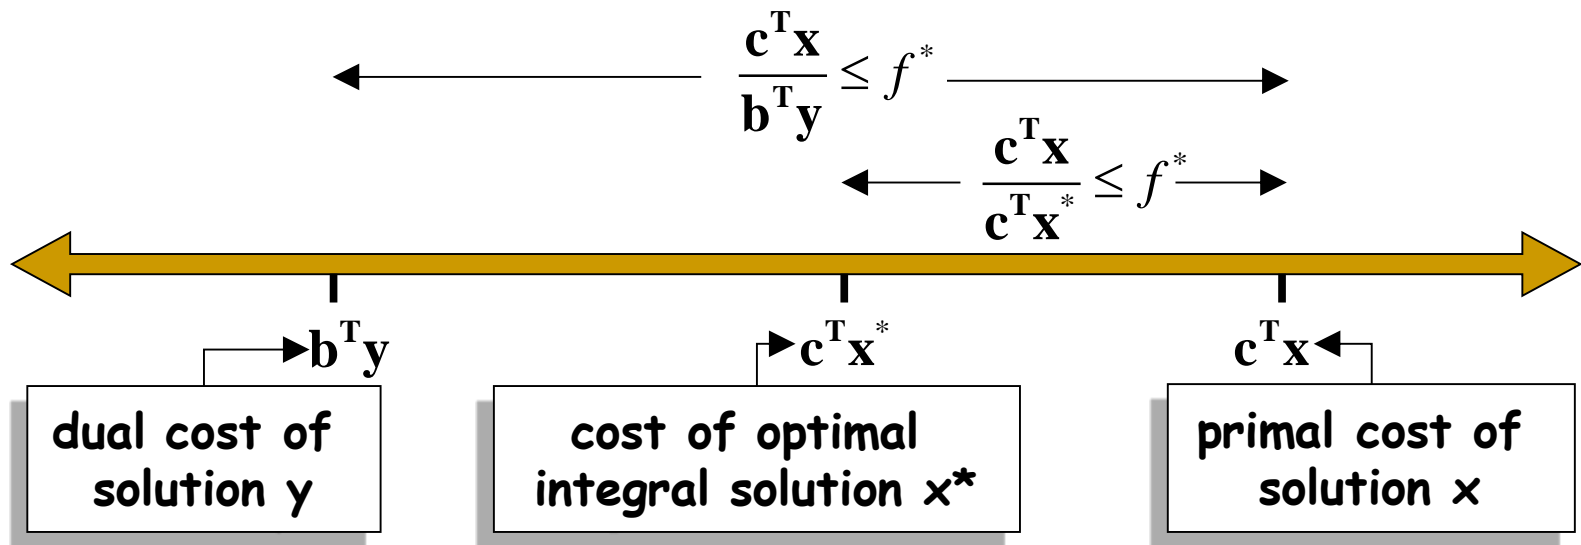 c^T x / b^T y ≤ f*
c^T x / c^T x* ≤ f*
b^T y
c^T x*
c^T x
dual cost of
solution y
cost of optimal
integral solution x*
primal cost of
solution x